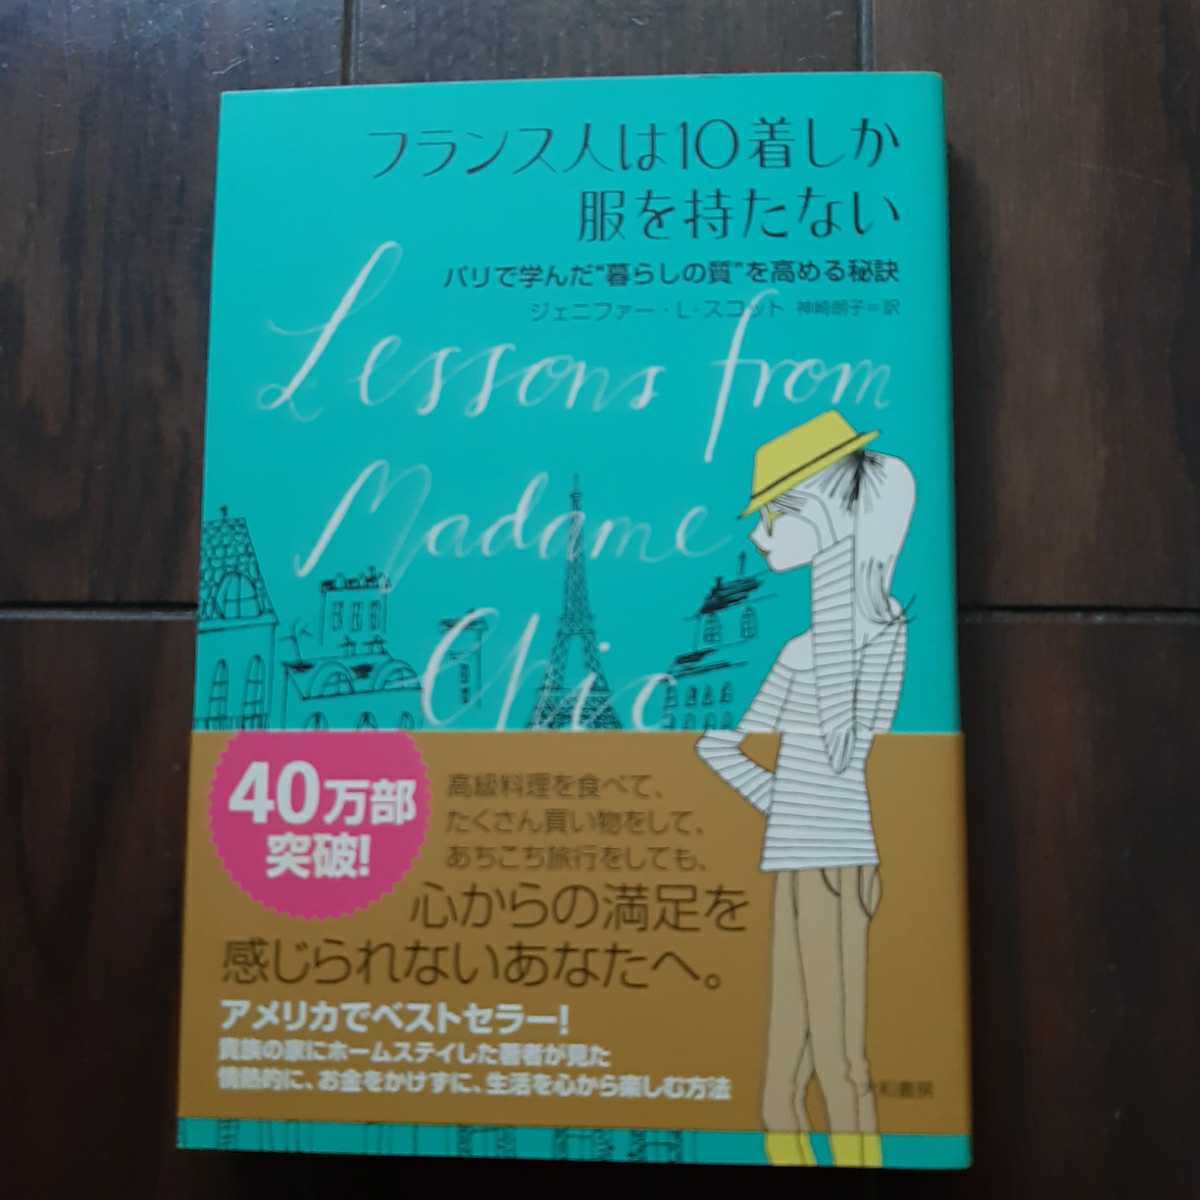 フランス人は10着しか
服を持たない
パリで学んだ"暮らしの質"を高める秘訣
ジェニファー・L・スコット 神崎朗子=訳
Lessons from
Madame
Chic
40万部
突破!
高級料理を食べて、
たくさん買い物をして、
あちこち旅行をしても、
心からの満足を
感じられないあなたへ。
アメリカでベストセラー!
貴族の家にホームステイした著者が見た
情熱的に、お金をかけずに、生活を心から楽しむ方法
大和書房